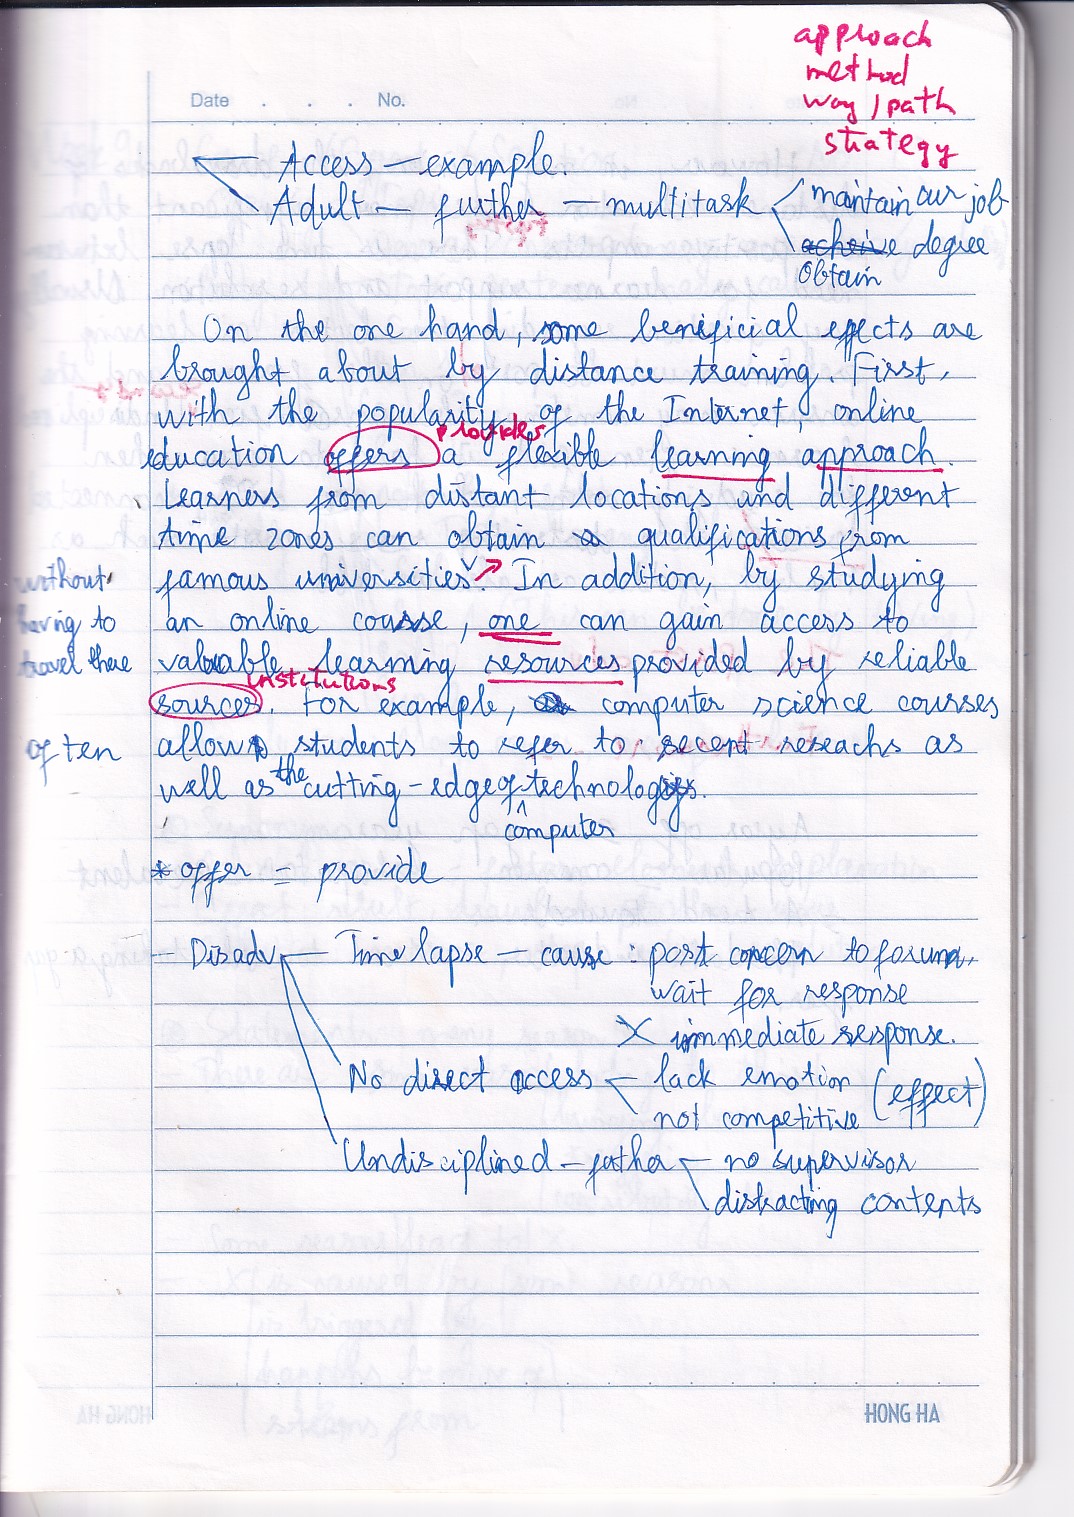 approach
method
way / path
strategy
Date . . . No.
Access — example.
Adult — further — multitask
maintain our job
acheive degree
obtain
On the one hand, some benificial effects are
brought about by distance training. First,
with the popularity of the Internet, online
provides
education offers a flexible learning approach.
Learners from distant locations and different
time zones can obtain qualifications from
famous universities. In addition, by studying
without
having to
travel there
an online course, one can gain access to
valuable learning resources provided by reliable
institutions
sources. For example, computer science courses
often
allow students to refer to recent reseachs as
well as the cutting-edge of technologies.
computer
* offer = provide
- Disadv — Time lapse — cause : post concern to forum,
wait for response
X immediate response.
No direct access — lack emotion (effect)
not competitive
Undisciplined — — no supervisor
distracting contents
HONG HA